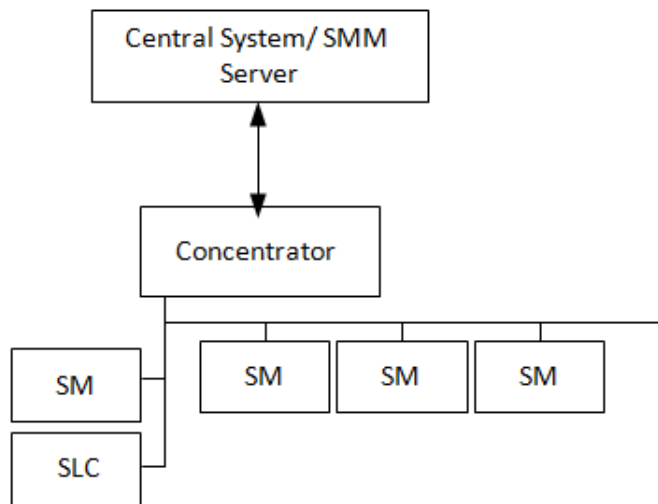 Central System/ SMM
Server
Concentrator
SM
SM
SM
SM
SLC